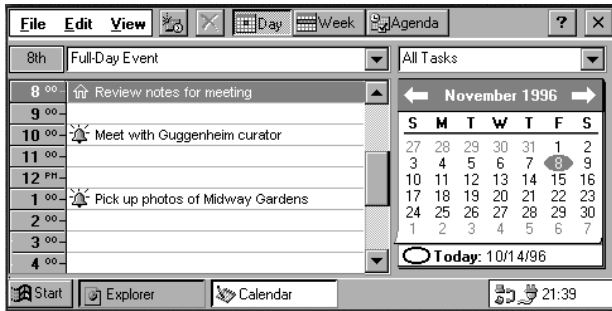 File Edit View Day Week Agenda ? ×
8th Full-Day Event All Tasks
8 00 Review notes for meeting
9 00
10 00 Meet with Guggenheim curator
11 00
12 PM
1 00 Pick up photos of Midway Gardens
2 00
3 00
4 00
November 1996
S M T W T F S
27 28 29 30 31 1 2
3 4 5 6 7 8 9
10 11 12 13 14 15 16
17 18 19 20 21 22 23
24 25 26 27 28 29 30
1 2 3 4 5 6 7
Today: 10/14/96
Start Explorer Calendar 21:39